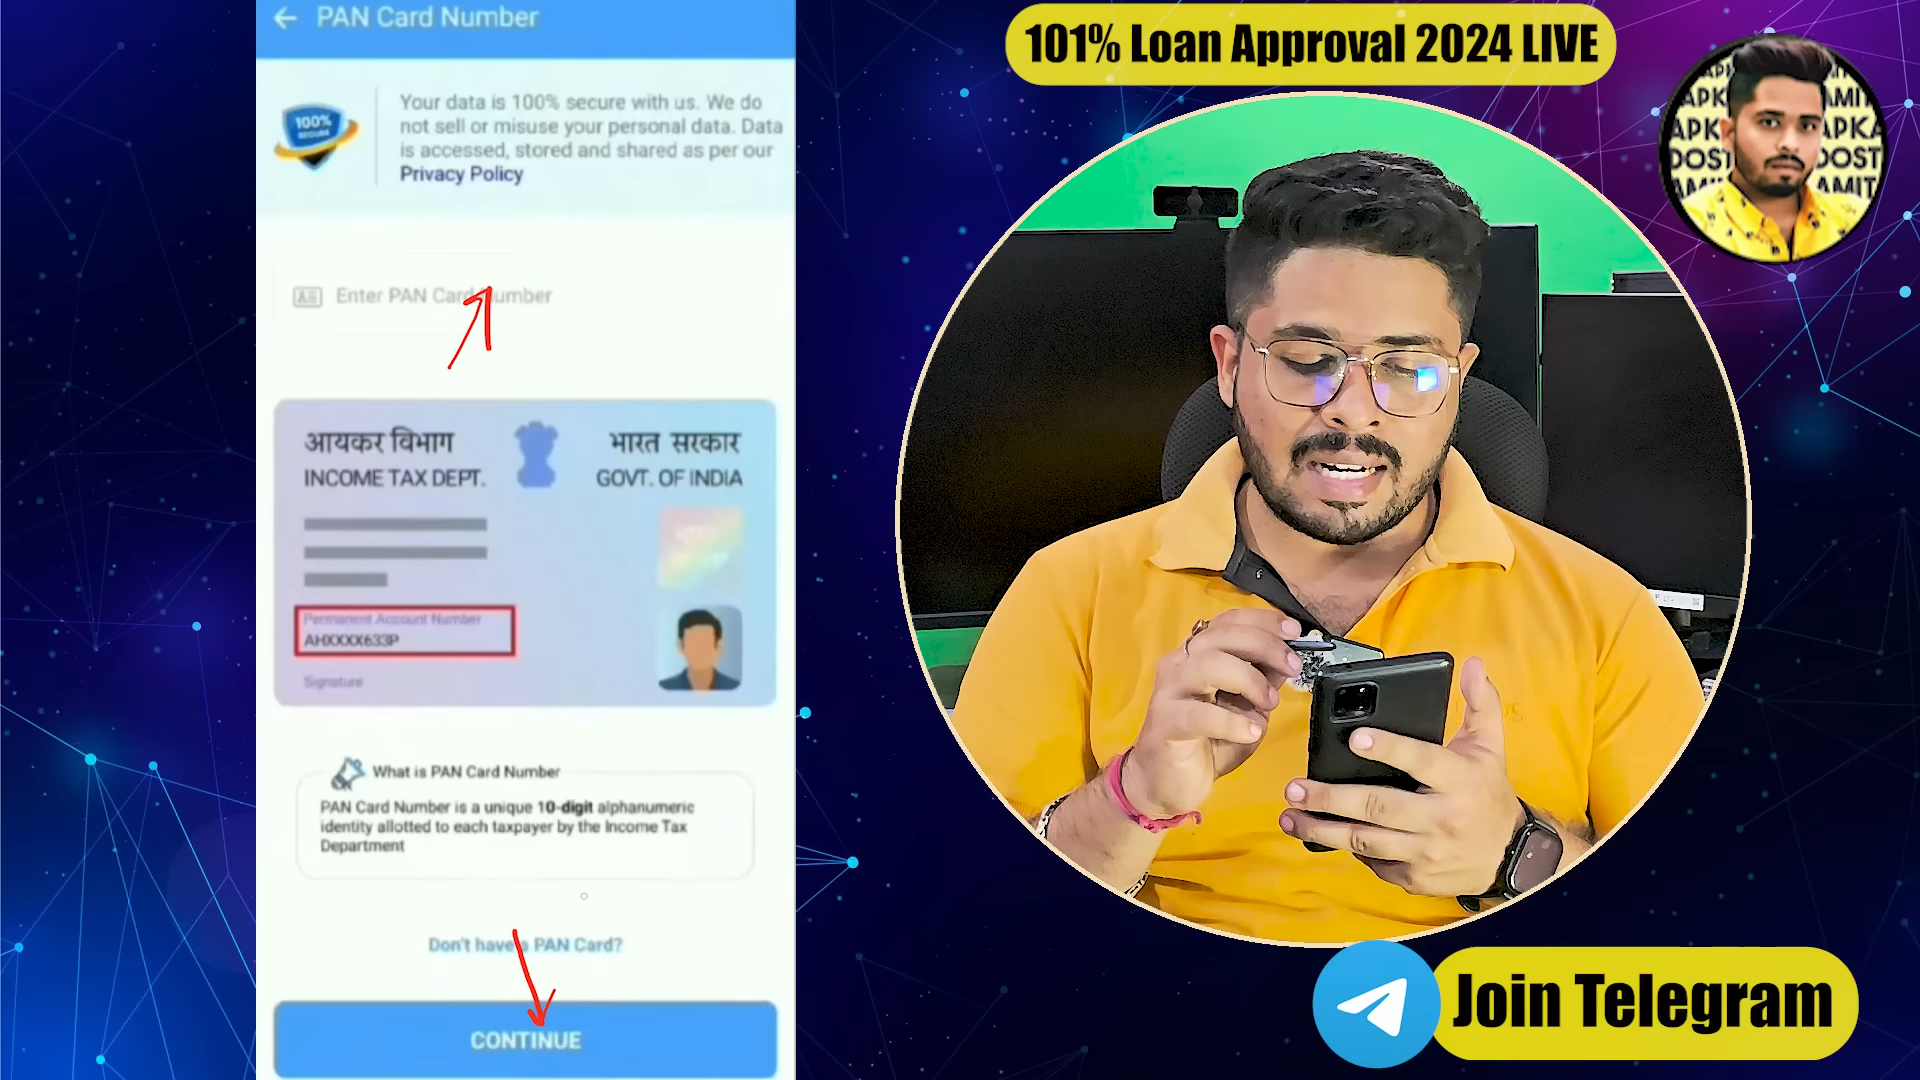 PAN Card Number
100%
SECURE
Your data is 100% secure with us. We do
not sell or misuse your personal data. Data
is accessed, stored and shared as per our
Privacy Policy
Enter PAN Card Number
आयकर विभाग
INCOME TAX DEPT.
भारत सरकार
GOVT. OF INDIA
Permanent Account Number
AHXXXX633P
Signature
What is PAN Card Number
PAN Card Number is a unique 10-digit alphanumeric
identity allotted to each taxpayer by the Income Tax
Department
Don't have a PAN Card?
CONTINUE
101% Loan Approval 2024 LIVE
APKA
DOST
AMIT
Join Telegram